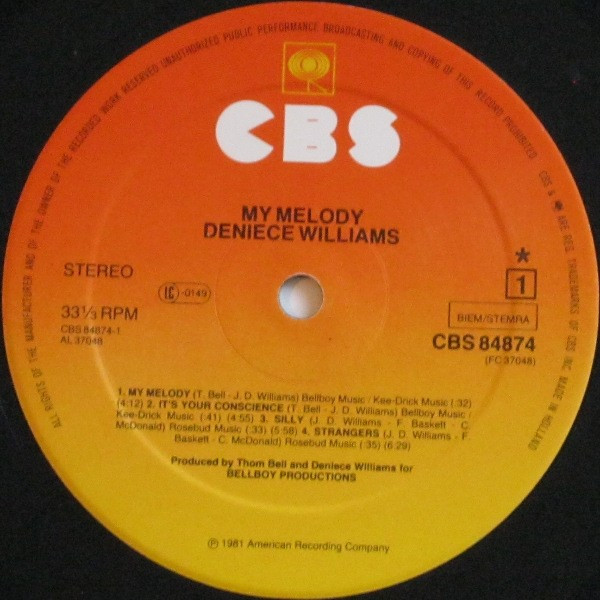 UNAUTHORIZED PUBLIC PERFORMANCE BROADCASTING AND COPYING OF THIS RECORD PROHIBITED
CBS & ARE REG. TRADEMARKS OF CBS INC. MADE IN HOLLAND
ALL RIGHTS OF THE MANUFACTURER AND OF THE OWNER OF THE RECORDED WORK RESERVED
CBS
MY MELODY
DENIECE WILLIAMS
STEREO
LC-0149
33⅓ RPM
CBS 84874-1
AL 37048
*
1
BIEM/STEMRA
CBS 84874
(FC 37048)
1. MY MELODY (T. Bell - J. D. Williams) Bellboy Music / Kee-Drick Music (:32)
(4:12) 2. IT'S YOUR CONSCIENCE (T. Bell - J. D. Williams) Bellboy Music /
Kee-Drick Music (:41) (4:55) 3. SILLY (J. D. Williams - F. Baskett - C.
McDonald) Rosebud Music (:33) (5:58) 4. STRANGERS (J. D. Williams - F.
Baskett - C. McDonald) Rosebud Music (:35) (6:29)
Produced by Thom Bell and Deniece Williams for
BELLBOY PRODUCTIONS
℗ 1981 American Recording Company